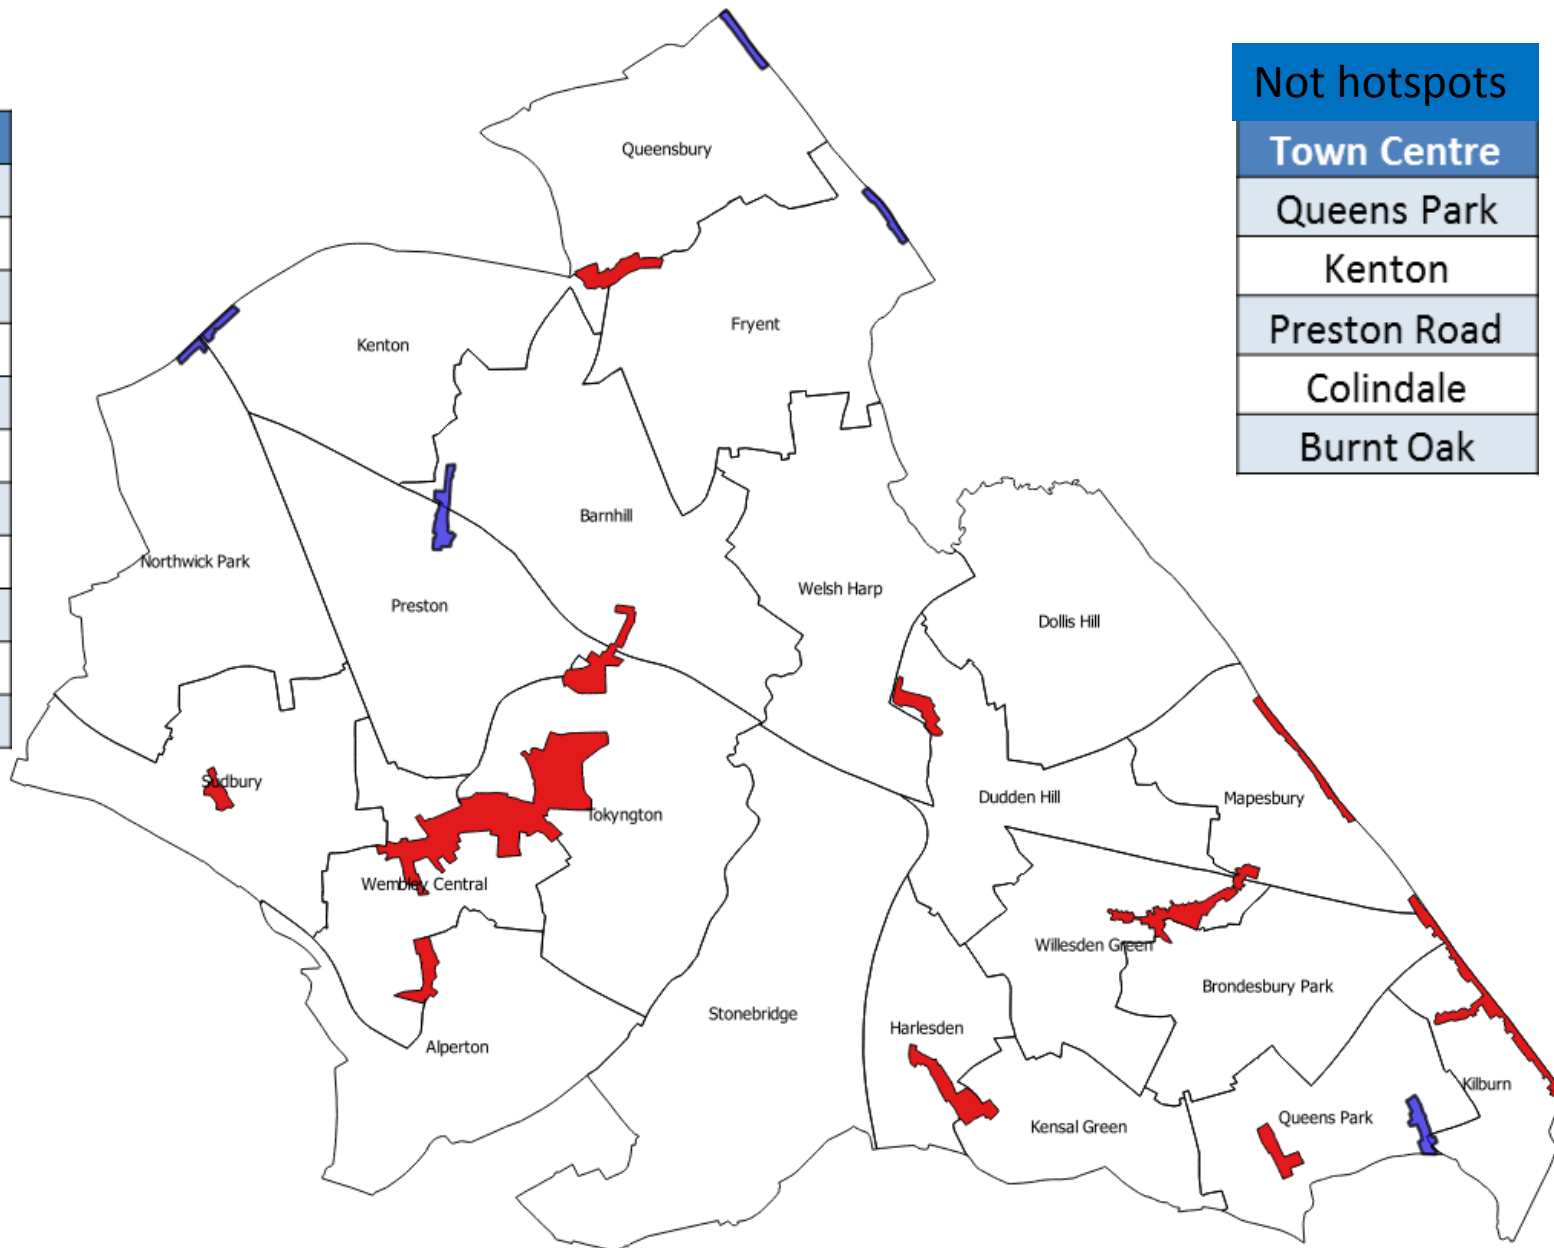 Not hotspots
Town Centre
Queens Park
Kenton
Preston Road
Colindale
Burnt Oak
Queensbury
Fryent
Kenton
Barnhill
Northwick Park
Welsh Harp
Preston
Dollis Hill
Sudbury
Dudden Hill
Mapesbury
Tokyngton
Wembley Central
Willesden Green
Brondesbury Park
Stonebridge
Harlesden
Alperton
Kilburn
Queens Park
Kensal Green